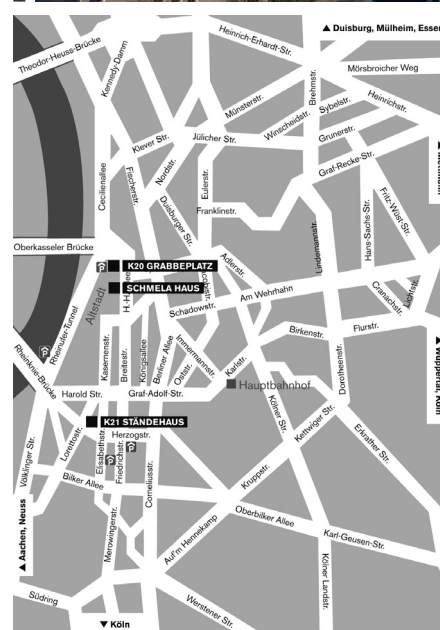 ▲ Duisburg, Mülheim, Essen
Heinrich-Erhardt-Str.
Theodor-Heuss-Brücke
Kennedy-Damm
Mörsbroicher Weg
Brehmstr.
Münsterstr.
Sybelstr.
Heinrichstr.
Winscheidstr.
Klever Str.
Jülicher Str.
Grunerstr.
Graf-Recke-Str.
Nordstr.
Fischerstr.
Cecilienallee
Eulerstr.
Duisburger Str.
Franklinstr.
Fritz-Wüst-Str.
Hans-Sachs-Str.
Lindemannstr.
Oberkasseler Brücke
K20 GRABBEPLATZ
Adlerstr.
SCHMELA HAUS
Am Wehrhahn
Cranachstr.
Lichtstr.
Altstadt
Schadowstr.
Rheinufer-Tunnel
Birkenstr.
Flurstr.
Kasernenstr.
Breitestr.
Königsallee
Berliner Allee
Immermannstr.
Oststr.
Karlstr.
Dorotheenstr.
Rheinknie-Brücke
Hauptbahnhof
Harold Str.
Graf-Adolf-Str.
Kölner Str.
K21 STÄNDEHAUS
Herzogstr.
Kettwiger Str.
Erkrather Str.
Lorettostr.
Elisabethstr.
Friedrichstr.
Völklinger Str.
Bilker Allee
Corneliusstr.
Kruppstr.
Merowingerstr.
Oberbilker Allee
Auf'm Hennekamp
Karl-Geusen-Str.
▲ Aachen, Neuss
Kölner Landstr.
Südring
Werstener Str.
▼ Köln
▲ Wuppertal, Köln